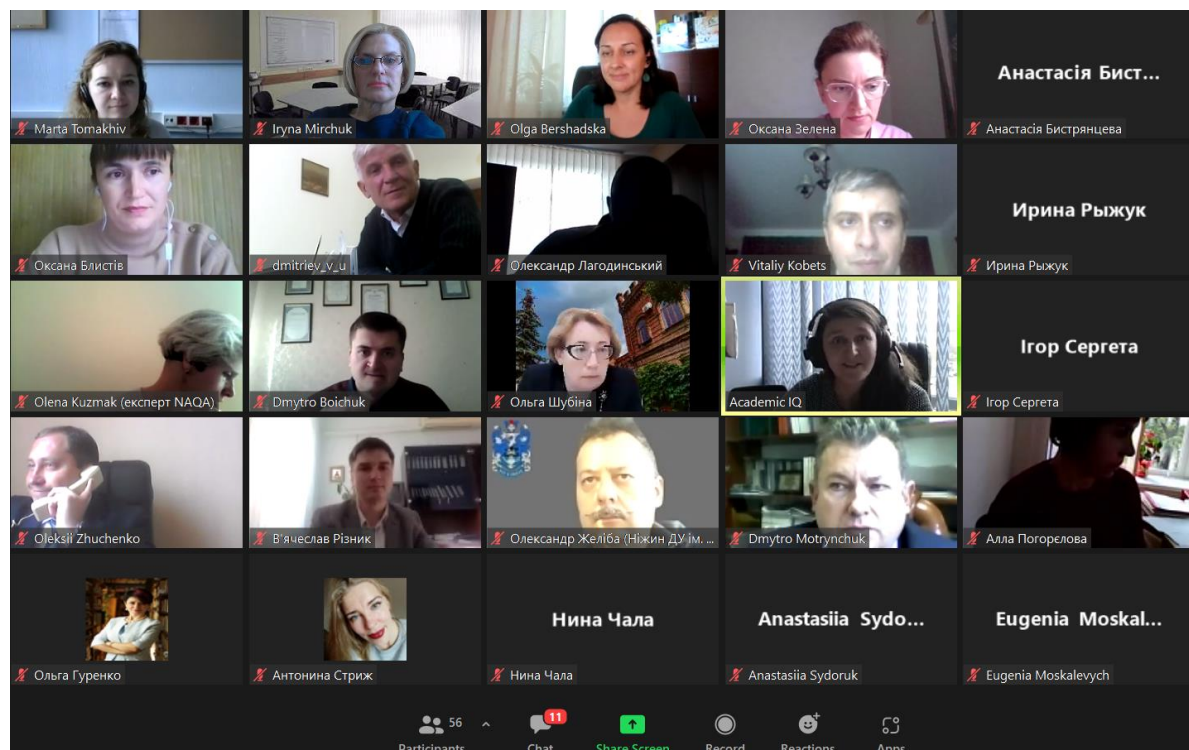 Marta Tomakhiv
Iryna Mirchuk
Olga Bershadska
Оксана Зелена
Анастасія Бист...
Анастасія Бистрянцева
Оксана Блистів
dmitriev_v_u
Олександр Лагодинський
Vitaliy Kobets
Ирина Рыжук
Ирина Рыжук
Olena Kuzmak (експерт NAQA)
Dmytro Boichuk
Ольга Шубіна
Academic IQ
Ігор Сергета
Ігор Сергета
Oleksii Zhuchenko
В'ячеслав Різник
Олександр Желіба (Ніжин ДУ ім. ...
Dmytro Motrynchuk
Алла Погорєлова
Ольга Гуренко
Антонина Стриж
Нина Чала
Нина Чала
Anastasiia Sydo...
Anastasiia Sydoruk
Eugenia Moskal...
Eugenia Moskalevych
56
11
Participants
Chat
Share Screen
Record
Reactions
Apps